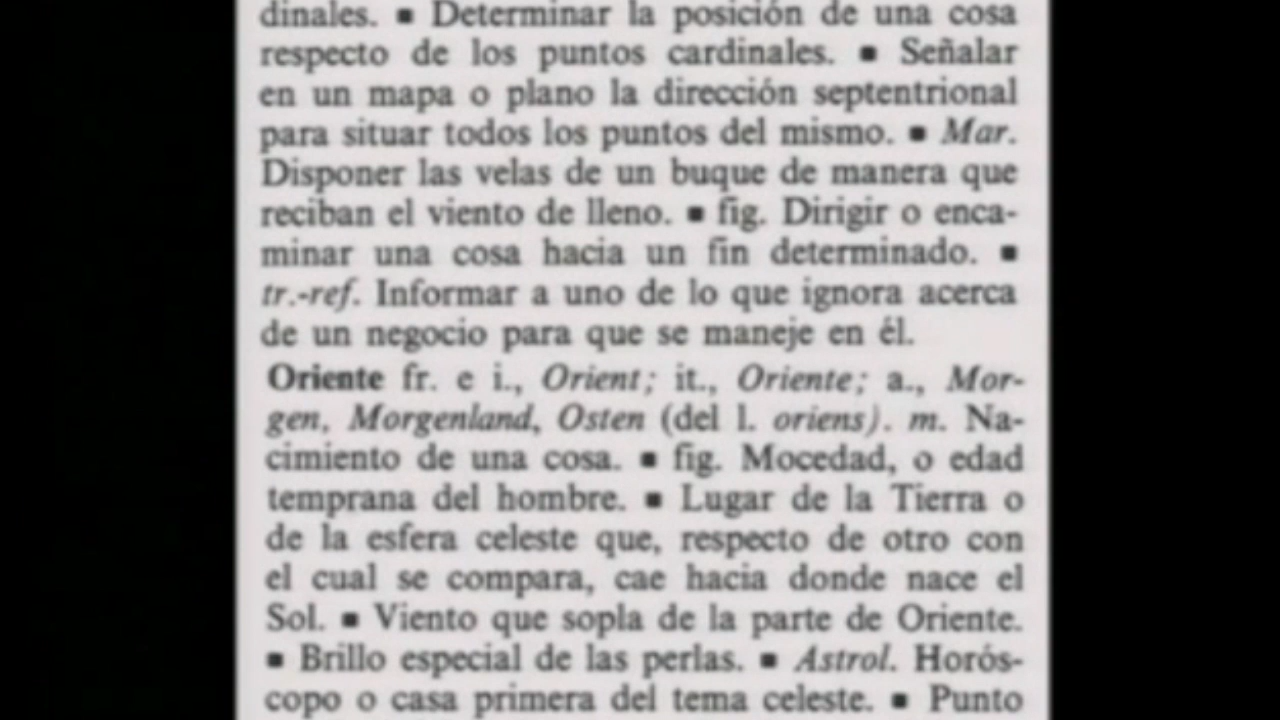 dinales. ▪ Determinar la posición de una cosa
respecto de los puntos cardinales. ▪ Señalar
en un mapa o plano la dirección septentrional
para situar todos los puntos del mismo. ▪ Mar.
Disponer las velas de un buque de manera que
reciban el viento de lleno. ▪ fig. Dirigir o enca-
minar una cosa hacia un fin determinado. ▪
tr.-ref. Informar a uno de lo que ignora acerca
de un negocio para que se maneje en él.
Oriente fr. e i., Orient; it., Oriente; a., Mor-
gen, Morgenland, Osten (del l. oriens). m. Na-
cimiento de una cosa. ▪ fig. Mocedad, o edad
temprana del hombre. ▪ Lugar de la Tierra o
de la esfera celeste que, respecto de otro con
el cual se compara, cae hacia donde nace el
Sol. ▪ Viento que sopla de la parte de Oriente.
▪ Brillo especial de las perlas. ▪ Astrol. Horós-
copo o casa primera del tema celeste. ▪ Punto